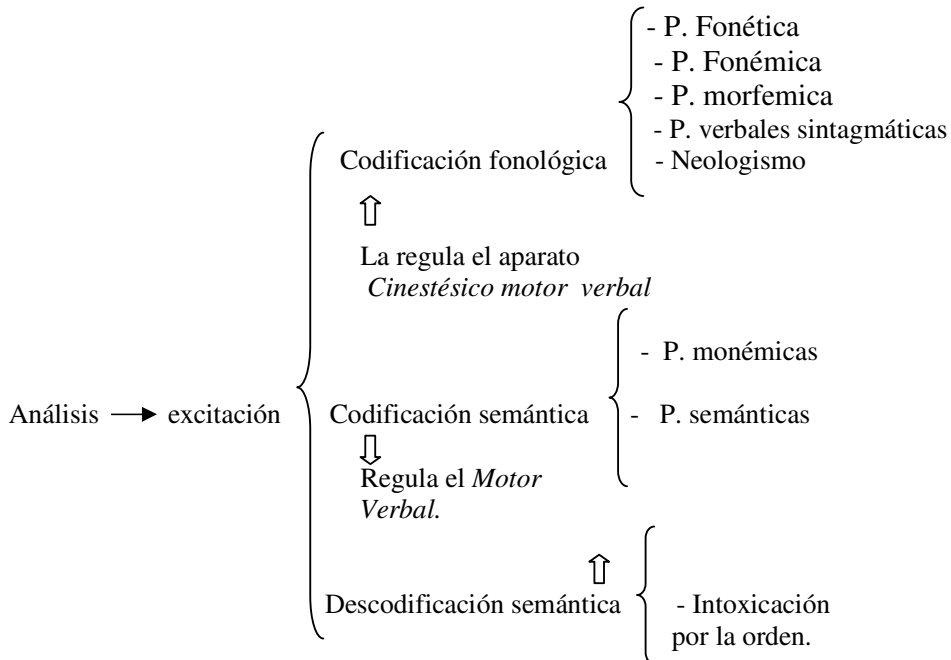 - P. Fonética
- P. Fonémica
- P. morfemica
- P. verbales sintagmáticas
- Neologismo
Codificación fonológica
La regula el aparato
Cinestésico motor verbal
- P. monémicas
Análisis → excitación
Codificación semántica
- P. semánticas
Regula el Motor
Verbal.
Descodificación semántica
- Intoxicación
por la orden.